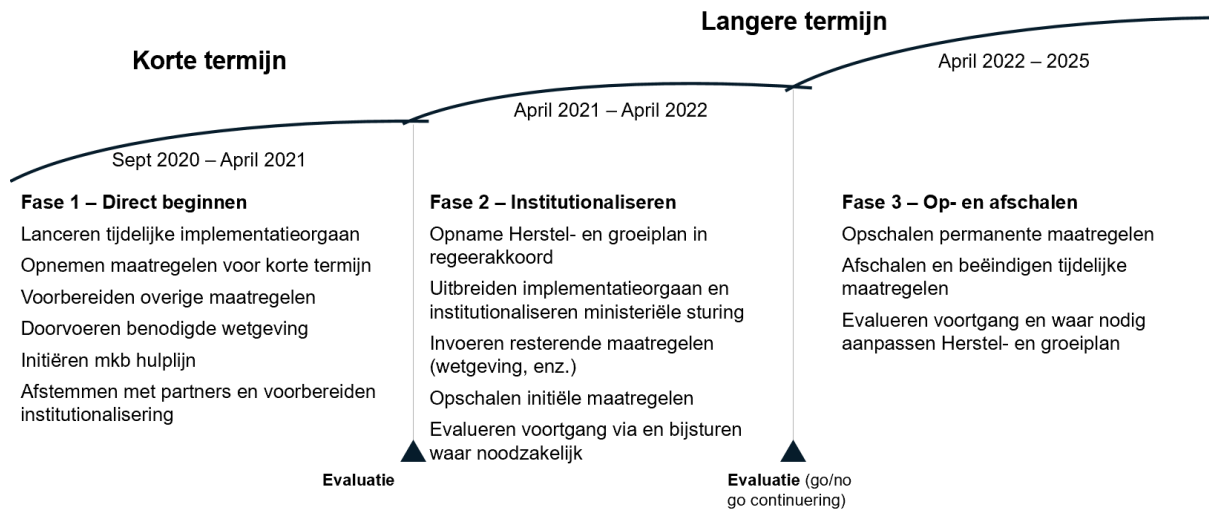 Korte termijn
Langere termijn
Sept 2020 – April 2021
April 2021 – April 2022
April 2022 – 2025
Fase 1 – Direct beginnen
Lanceren tijdelijke implementatieorgaan
Opnemen maatregelen voor korte termijn
Voorbereiden overige maatregelen
Doorvoeren benodigde wetgeving
Initiëren mkb hulplijn
Afstemmen met partners en voorbereiden
institutionalisering
Fase 2 – Institutionaliseren
Opname Herstel- en groeiplan in
regeerakkoord
Uitbreiden implementatieorgaan en
institutionaliseren ministeriële sturing
Invoeren resterende maatregelen
(wetgeving, enz.)
Opschalen initiële maatregelen
Evalueren voortgang via en bijsturen
waar noodzakelijk
Fase 3 – Op- en afschalen
Opschalen permanente maatregelen
Afschalen en beëindigen tijdelijke
maatregelen
Evalueren voortgang en waar nodig
aanpassen Herstel- en groeiplan
Evaluatie
Evaluatie (go/no
go continuering)